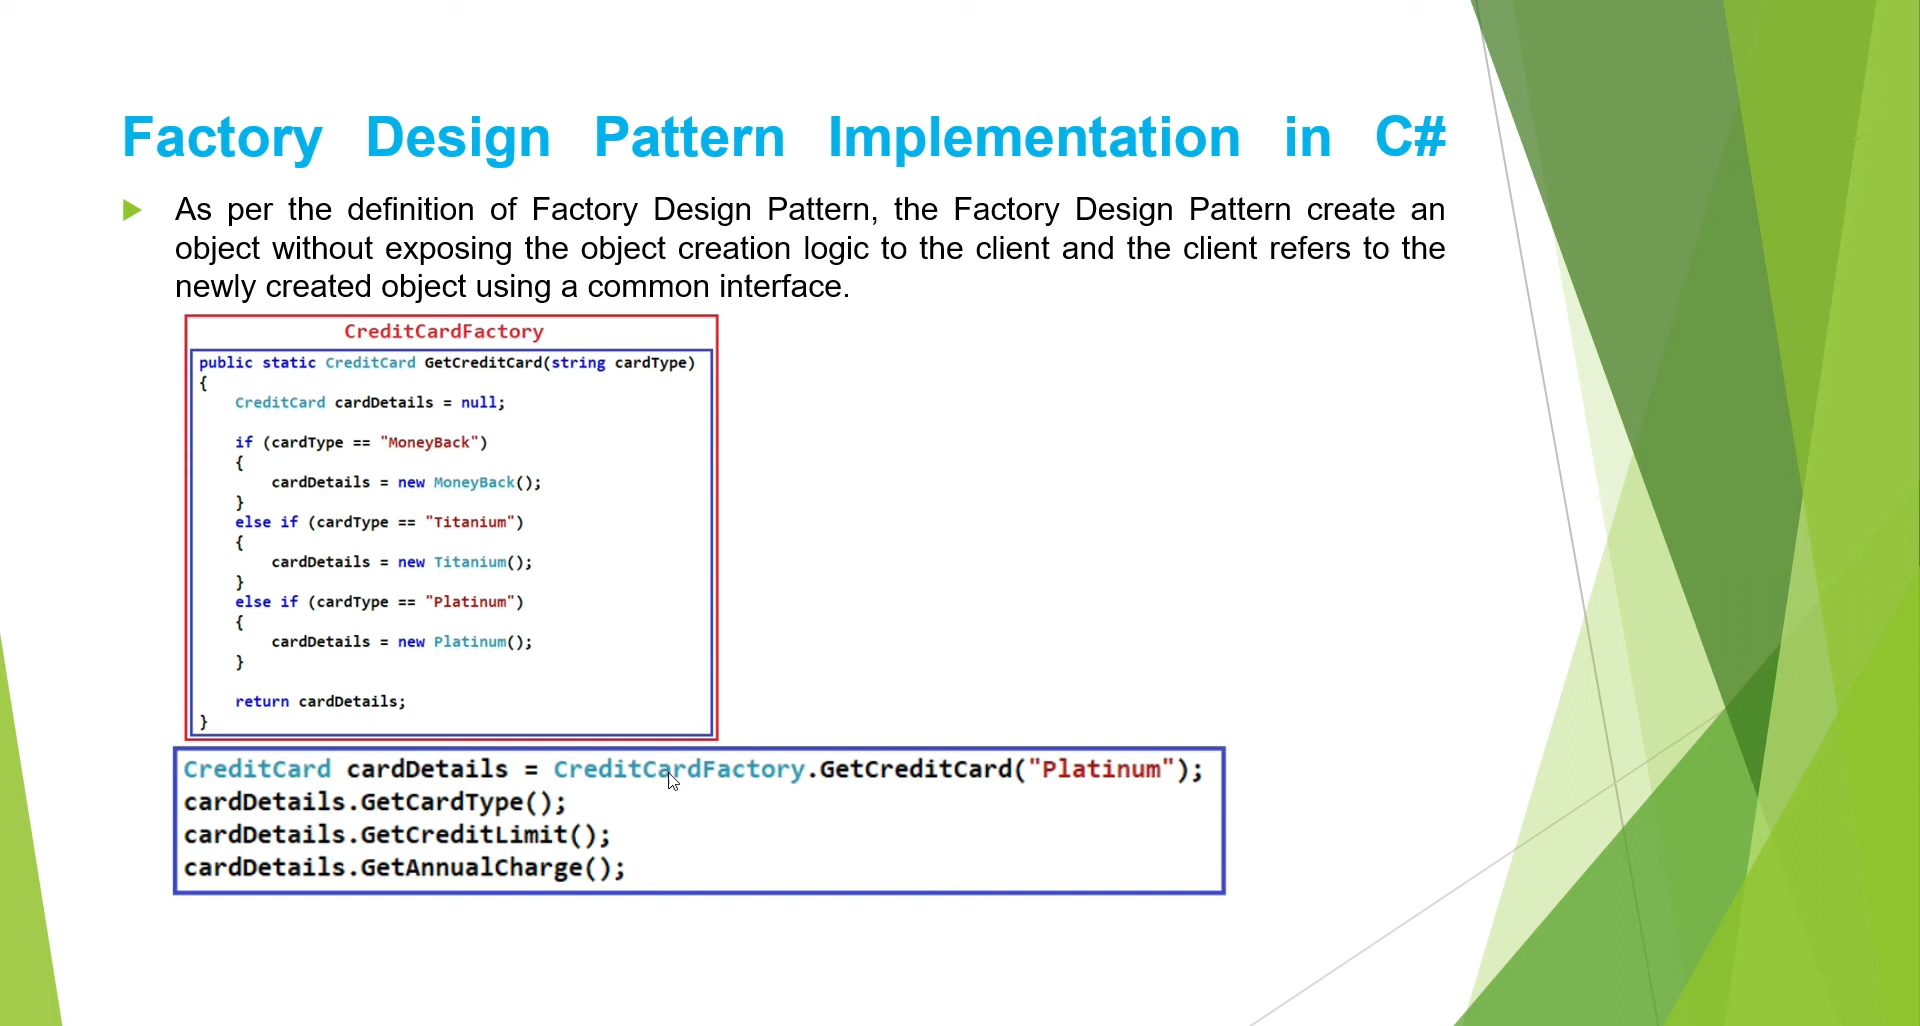 Factory Design Pattern Implementation in C#
As per the definition of Factory Design Pattern, the Factory Design Pattern create an
object without exposing the object creation logic to the client and the client refers to the
newly created object using a common interface.
CreditCardFactory
public static CreditCard GetCreditCard(string cardType)
{
    CreditCard cardDetails = null;
    if (cardType == "MoneyBack")
    {
        cardDetails = new MoneyBack();
    }
    else if (cardType == "Titanium")
    {
        cardDetails = new Titanium();
    }
    else if (cardType == "Platinum")
    {
        cardDetails = new Platinum();
    }
    return cardDetails;
}
CreditCard cardDetails = CreditCardFactory.GetCreditCard("Platinum");
cardDetails.GetCardType();
cardDetails.GetCreditLimit();
cardDetails.GetAnnualCharge();